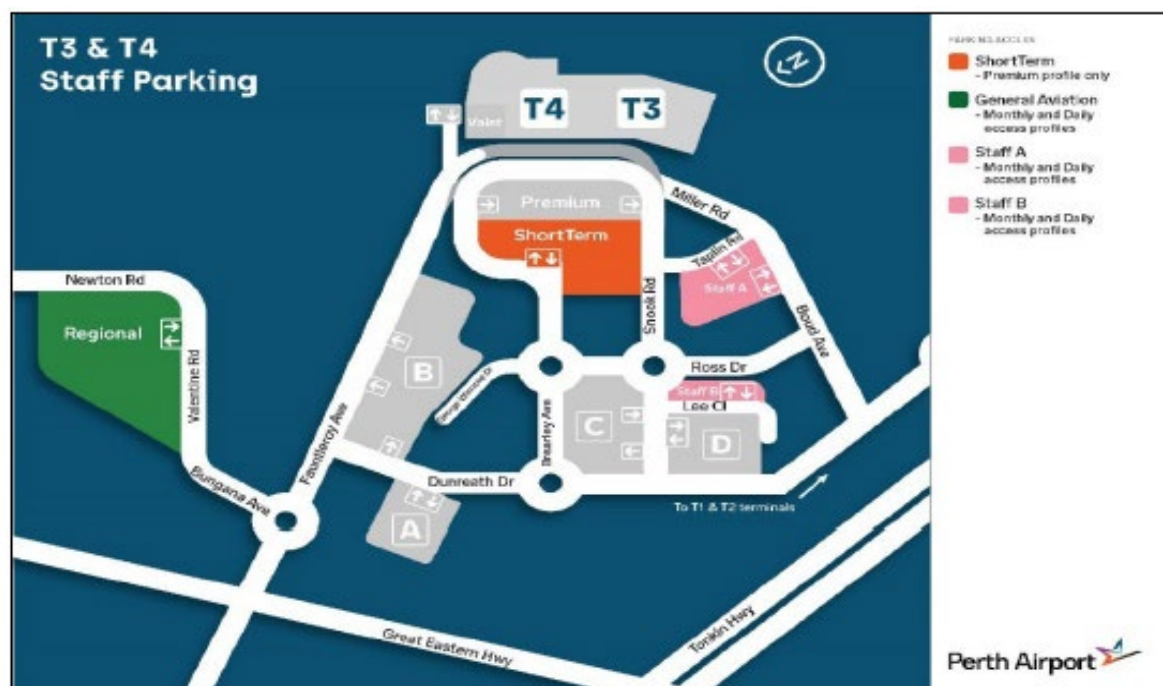 T3 & T4
Staff Parking
N
T4
T3
Valet
Premium
ShortTerm
Miller Rd
Taplin Rd
Staff A
Newton Rd
Regional
Valentine Rd
Snook Rd
Boud Ave
B
Ross Dr
Staff B
Lee Cl
Fauntleroy Ave
Brearley Ave
C
D
Dunreath Dr
Bungana Ave
A
To T1 & T2 terminals
Great Eastern Hwy
Tonkin Hwy
PARKING ACCESS
ShortTerm
- Premium profile only
General Aviation
- Monthly and Daily
access profiles
Staff A
- Monthly and Daily
access profiles
Staff B
- Monthly and Daily
access profiles
Perth Airport